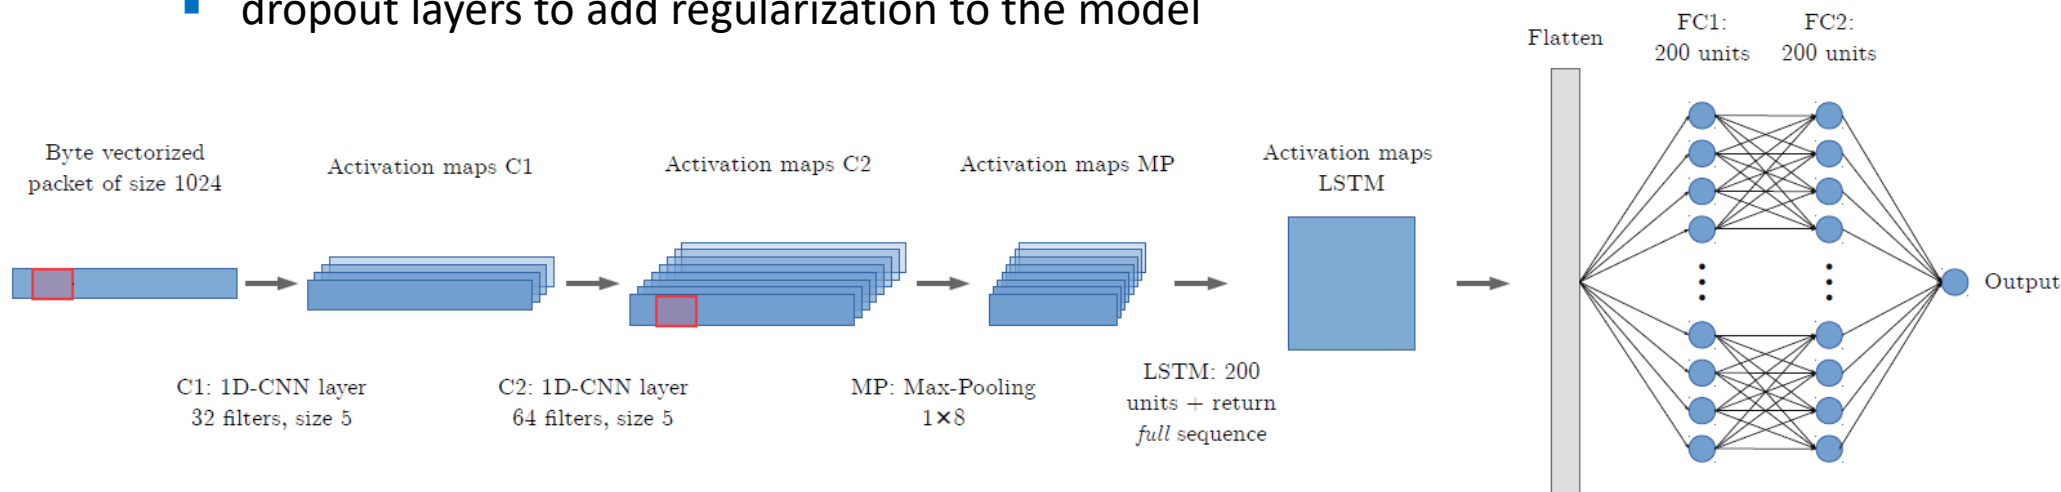 dropout layers to add regularization to the model
Flatten
FC1:
200 units
FC2:
200 units
Byte vectorized
packet of size 1024
Activation maps C1
Activation maps C2
Activation maps MP
Activation maps
LSTM
Output
C1: 1D-CNN layer
32 filters, size 5
C2: 1D-CNN layer
64 filters, size 5
MP: Max-Pooling
1×8
LSTM: 200
units + return
full sequence